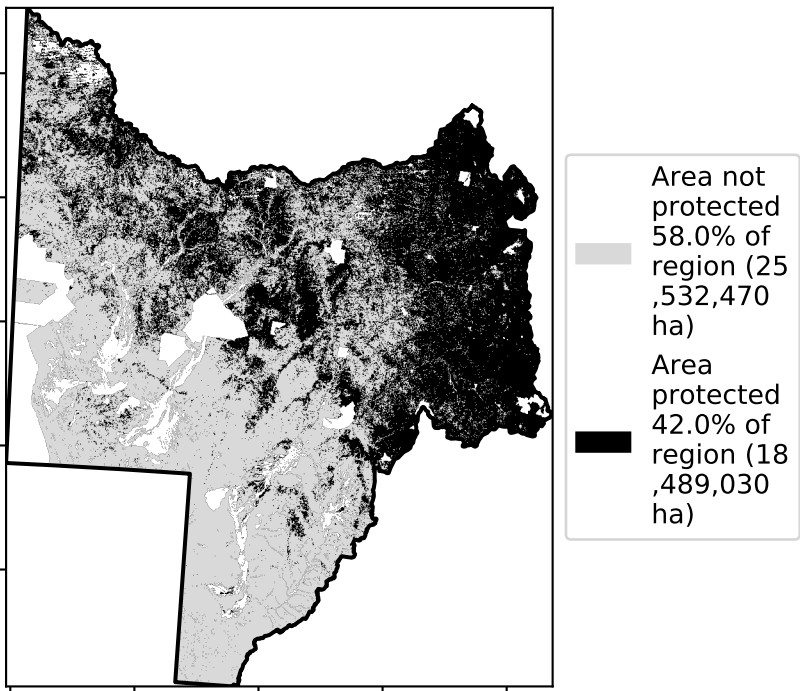 Area not
protected
58.0% of
region (25
,532,470
ha)
Area
protected
42.0% of
region (18
,489,030
ha)